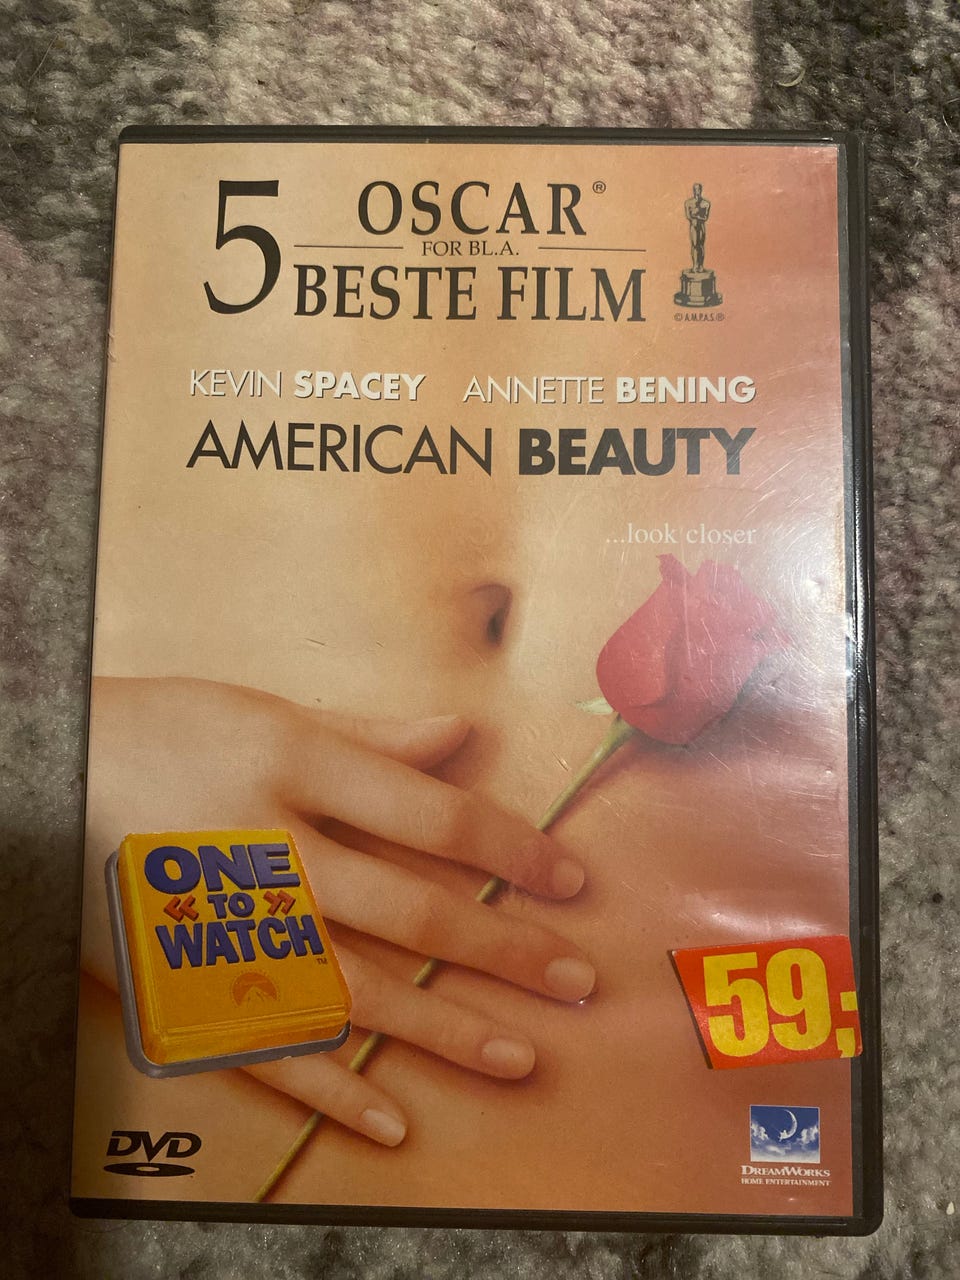 5 OSCAR®
FOR BL.A.
BESTE FILM
© A.M.P.A.S.®
KEVIN SPACEY ANNETTE BENING
AMERICAN BEAUTY
...look closer
ONE
<< TO >>
WATCH™
59;
DVD
DREAMWORKS
HOME ENTERTAINMENT